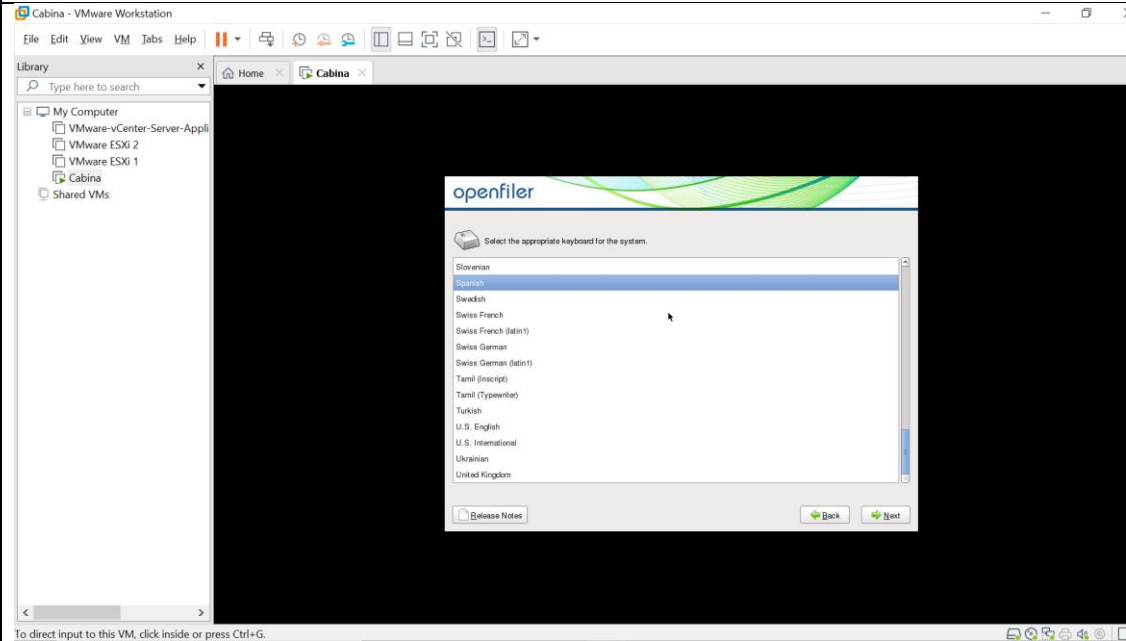 Cabina - VMware Workstation
File Edit View VM Tabs Help
Library
Type here to search
My Computer
VMware-vCenter-Server-Appli
VMware ESXi 2
VMware ESXi 1
Cabina
Shared VMs
Home
Cabina
openfiler
Select the appropriate keyboard for the system.
Slovenian
Spanish
Swedish
Swiss French
Swiss French (latin1)
Swiss German
Swiss German (latin1)
Tamil (Inscript)
Tamil (Typewriter)
Turkish
U.S. English
U.S. International
Ukrainian
United Kingdom
Release Notes
Back
Next
To direct input to this VM, click inside or press Ctrl+G.